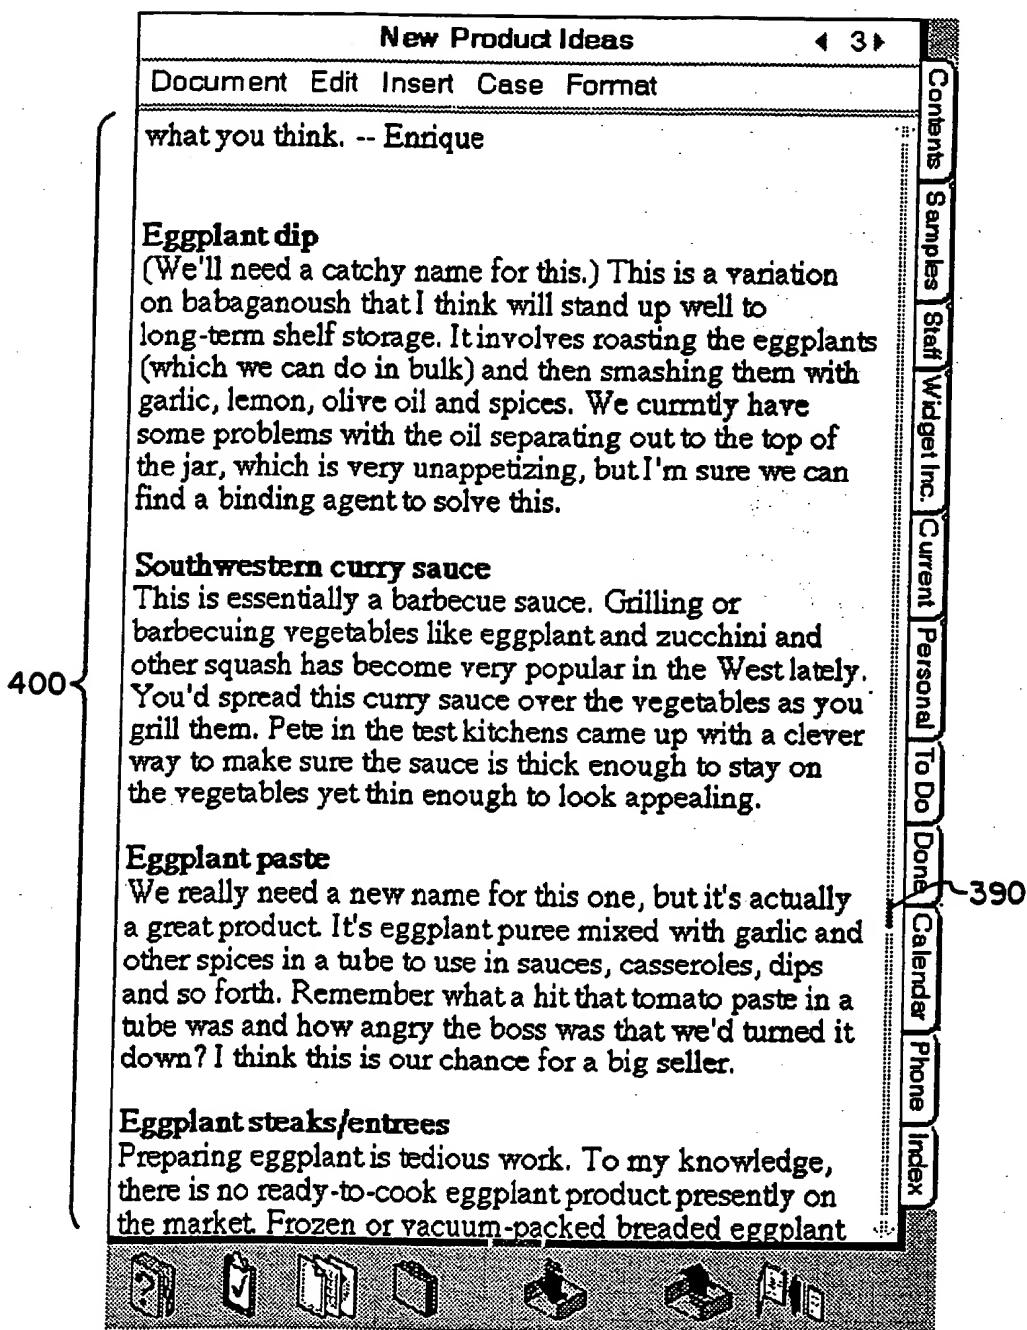 New Product Ideas
3
Document Edit Insert Case Format
what you think. -- Enrique
Eggplant dip
(We'll need a catchy name for this.) This is a variation
on babaganoush that I think will stand up well to
long-term shelf storage. It involves roasting the eggplants
(which we can do in bulk) and then smashing them with
garlic, lemon, olive oil and spices. We curmtly have
some problems with the oil separating out to the top of
the jar, which is very unappetizing, but I'm sure we can
find a binding agent to solve this.
Southwestern curry sauce
This is essentially a barbecue sauce. Grilling or
barbecuing vegetables like eggplant and zucchini and
other squash has become very popular in the West lately.
You'd spread this curry sauce over the vegetables as you
grill them. Pete in the test kitchens came up with a clever
way to make sure the sauce is thick enough to stay on
the vegetables yet thin enough to look appealing.
Eggplant paste
We really need a new name for this one, but it's actually
a great product. It's eggplant puree mixed with garlic and
other spices in a tube to use in sauces, casseroles, dips
and so forth. Remember what a hit that tomato paste in a
tube was and how angry the boss was that we'd turned it
down? I think this is our chance for a big seller.
Eggplant steaks/entrees
Preparing eggplant is tedious work. To my knowledge,
there is no ready-to-cook eggplant product presently on
the market. Frozen or vacuum-packed breaded eggplant
Contents
Samples
Staff
Widget Inc.
Current
Personal
To Do
Done
Calendar
Phone
Index
400
390